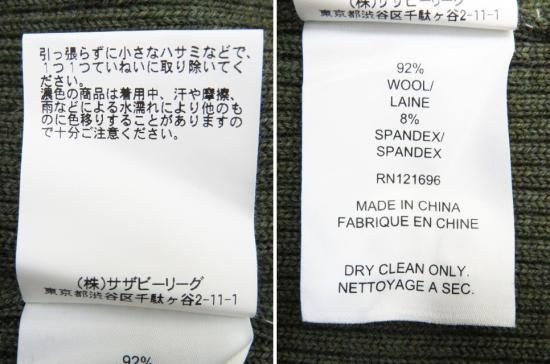 引っ張らずに小さなハサミなどで、
1つ1つていねいに取り除いてく
ださい。
濃色の商品は着用中、汗や摩擦、
雨などによる水濡れにより他のも
のに色移りすることがありますの
で十分ご注意ください。
(株)サザビーリーグ
東京都渋谷区千駄ヶ谷2-11-1
92%
(株)サザビーリーグ
東京都渋谷区千駄ヶ谷2-11-1
92%
WOOL/
LAINE
8%
SPANDEX/
SPANDEX
RN121696
MADE IN CHINA
FABRIQUE EN CHINE
DRY CLEAN ONLY.
NETTOYAGE A SEC.